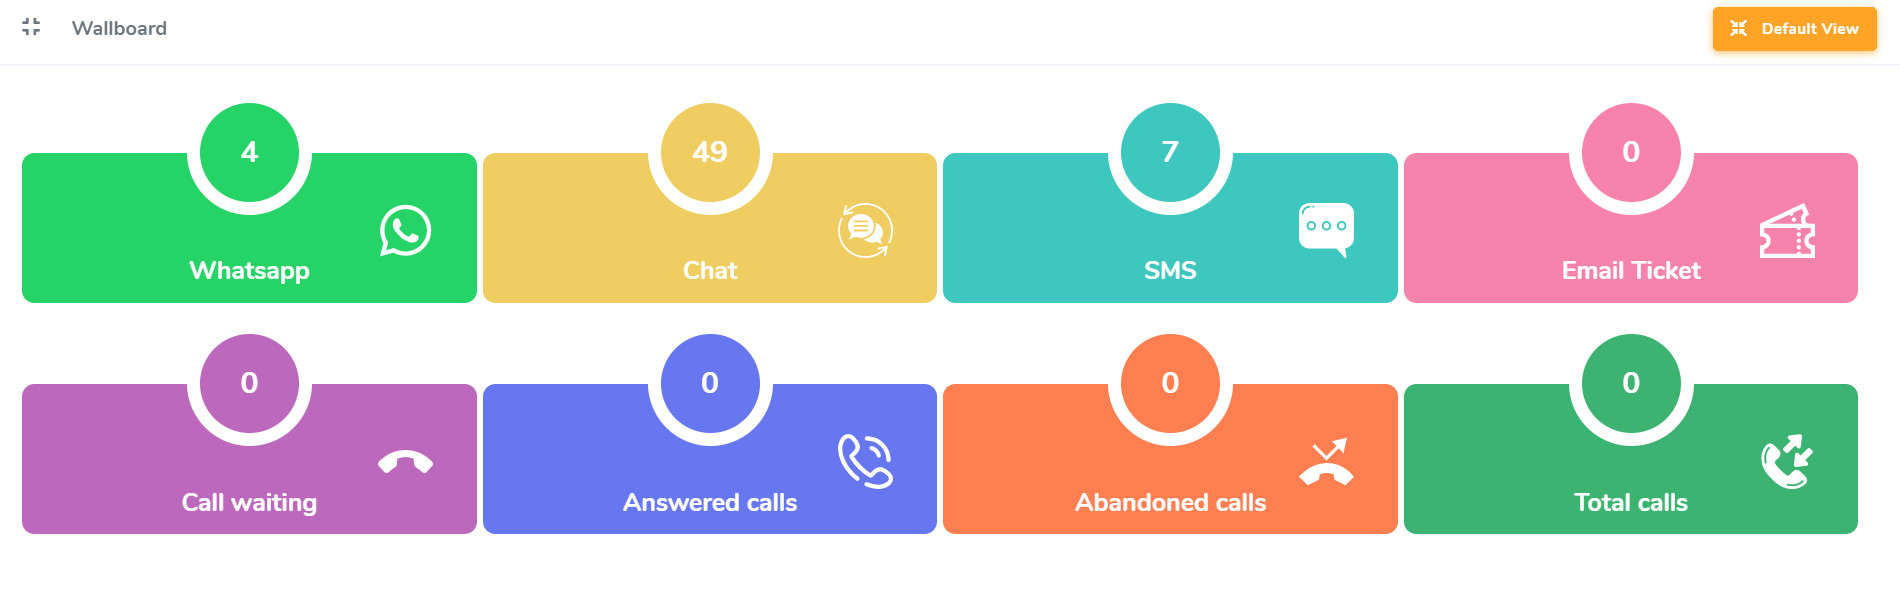 Wallboard
Default View
4
49
7
0
Whatsapp
Chat
SMS
Email Ticket
0
0
0
0
Call waiting
Answered calls
Abandoned calls
Total calls